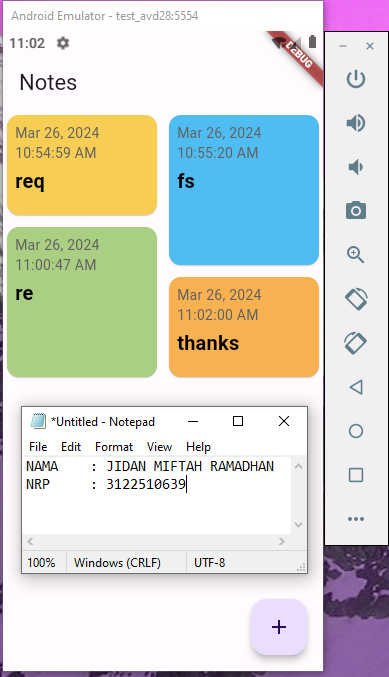 Android Emulator - test_avd28:5554
11:02
DEBUG
Notes
Mar 26, 2024
10:54:59 AM
req
Mar 26, 2024
10:55:20 AM
fs
Mar 26, 2024
11:00:47 AM
re
Mar 26, 2024
11:02:00 AM
thanks
*Untitled - Notepad
File Edit Format View Help
NAMA : JIDAN MIFTAH RAMADHAN
NRP : 3122510639
100% Windows (CRLF) UTF-8